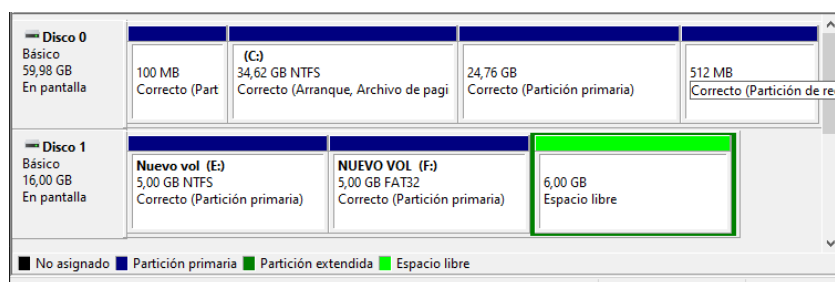 Disco 0
Básico
59,98 GB
En pantalla
100 MB
Correcto (Part
(C:)
34,62 GB NTFS
Correcto (Arranque, Archivo de pagi
24,76 GB
Correcto (Partición primaria)
512 MB
Correcto (Partición de re
Disco 1
Básico
16,00 GB
En pantalla
Nuevo vol (E:)
5,00 GB NTFS
Correcto (Partición primaria)
NUEVO VOL (F:)
5,00 GB FAT32
Correcto (Partición primaria)
6,00 GB
Espacio libre
No asignado Partición primaria Partición extendida Espacio libre